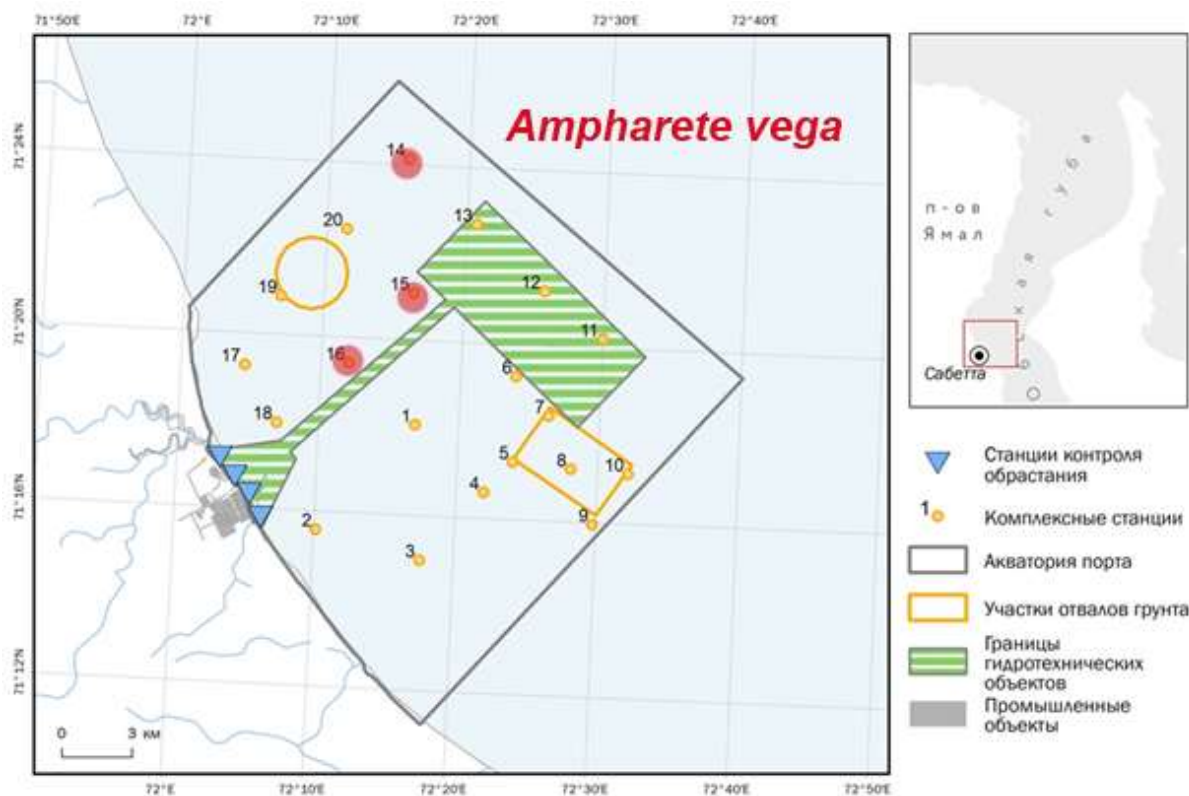 71°50'E 72°E 72°10'E 72°20'E 72°30'E 72°40'E
71°24'N
71°20'N
71°16'N
71°12'N
Ampharete vega
14
20
13
19
15
12
11
17
16
6
18
1
7
5
8
10
4
2
9
3
0 3 км
72°E 72°10'E 72°20'E 72°30'E 72°40'E 72°50'E
п-ов
Ямал
Обская губа
Сабетта
Станции контроля
обрастания
1
Комплексные станции
Акватория порта
Участки отвалов грунта
Границы
гидротехнических
объектов
Промышленные
объекты